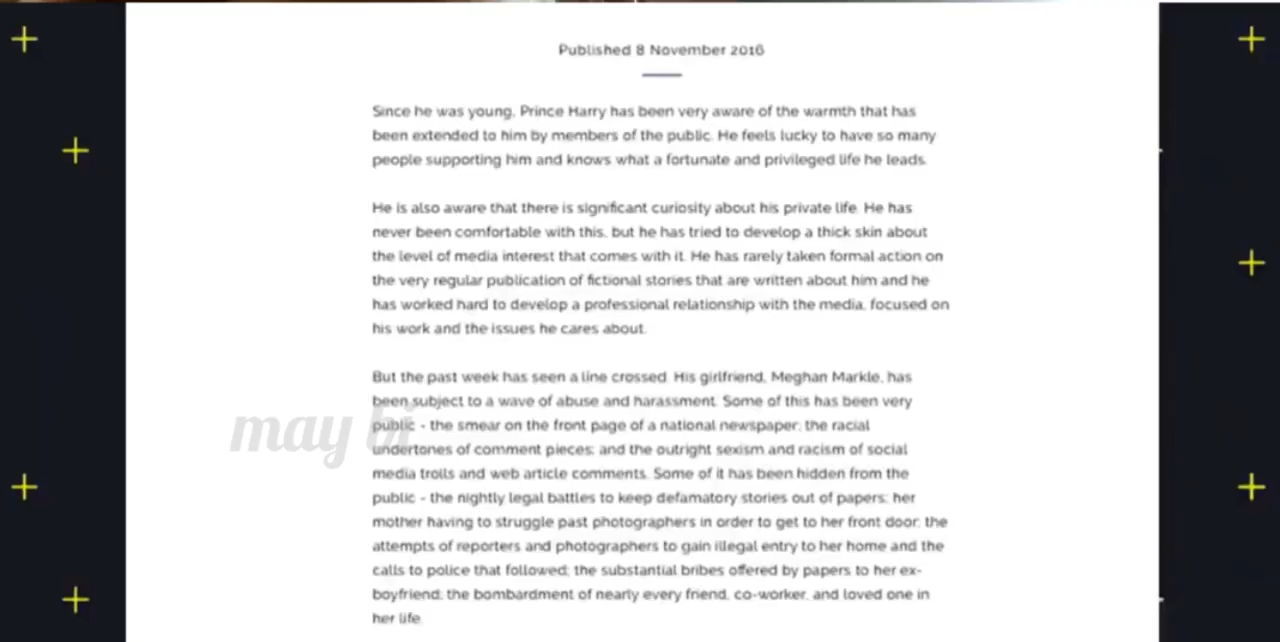 Published 8 November 2016
Since he was young, Prince Harry has been very aware of the warmth that has
been extended to him by members of the public. He feels lucky to have so many
people supporting him and knows what a fortunate and privileged life he leads.
He is also aware that there is significant curiosity about his private life. He has
never been comfortable with this, but he has tried to develop a thick skin about
the level of media interest that comes with it. He has rarely taken formal action on
the very regular publication of fictional stories that are written about him and he
has worked hard to develop a professional relationship with the media, focused on
his work and the issues he cares about.
But the past week has seen a line crossed. His girlfriend, Meghan Markle, has
been subject to a wave of abuse and harassment. Some of this has been very
public - the smear on the front page of a national newspaper; the racial
undertones of comment pieces; and the outright sexism and racism of social
media trolls and web article comments. Some of it has been hidden from the
public - the nightly legal battles to keep defamatory stories out of papers; her
mother having to struggle past photographers in order to get to her front door; the
attempts of reporters and photographers to gain illegal entry to her home and the
calls to police that followed; the substantial bribes offered by papers to her ex-
boyfriend; the bombardment of nearly every friend, co-worker, and loved one in
her life.
may bi